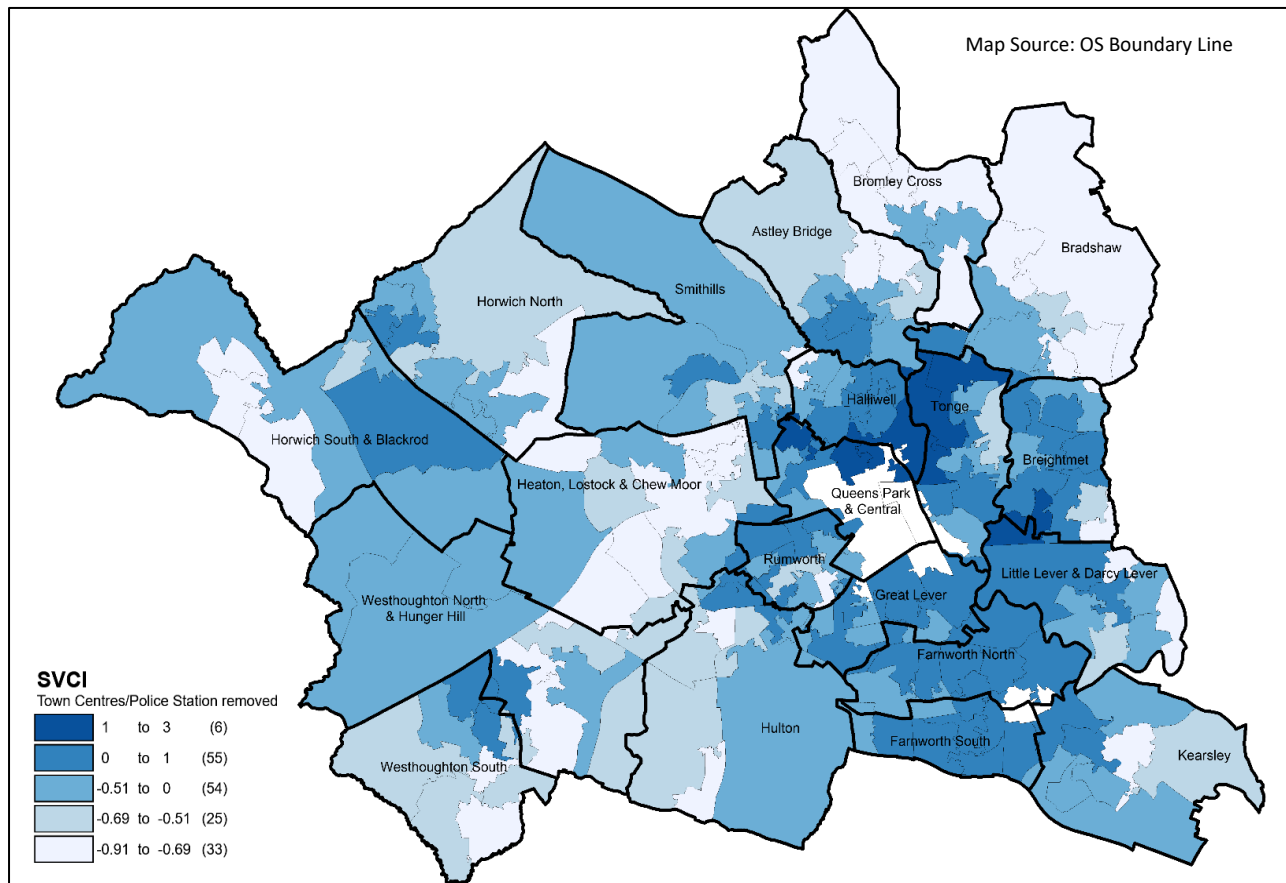 Map Source: OS Boundary Line
Bromley Cross
Astley Bridge
Bradshaw
Smithills
Horwich North
Halliwell
Tonge
Horwich South & Blackrod
Breightmet
Heaton, Lostock & Chew Moor
Queens Park
& Central
Rumworth
Little Lever & Darcy Lever
Great Lever
Westhoughton North
& Hunger Hill
Farnworth North
Hulton
Farnworth South
Kearsley
Westhoughton South
SVCI
Town Centres/Police Station removed
1 to 3 (6)
0 to 1 (55)
-0.51 to 0 (54)
-0.69 to -0.51 (25)
-0.91 to -0.69 (33)